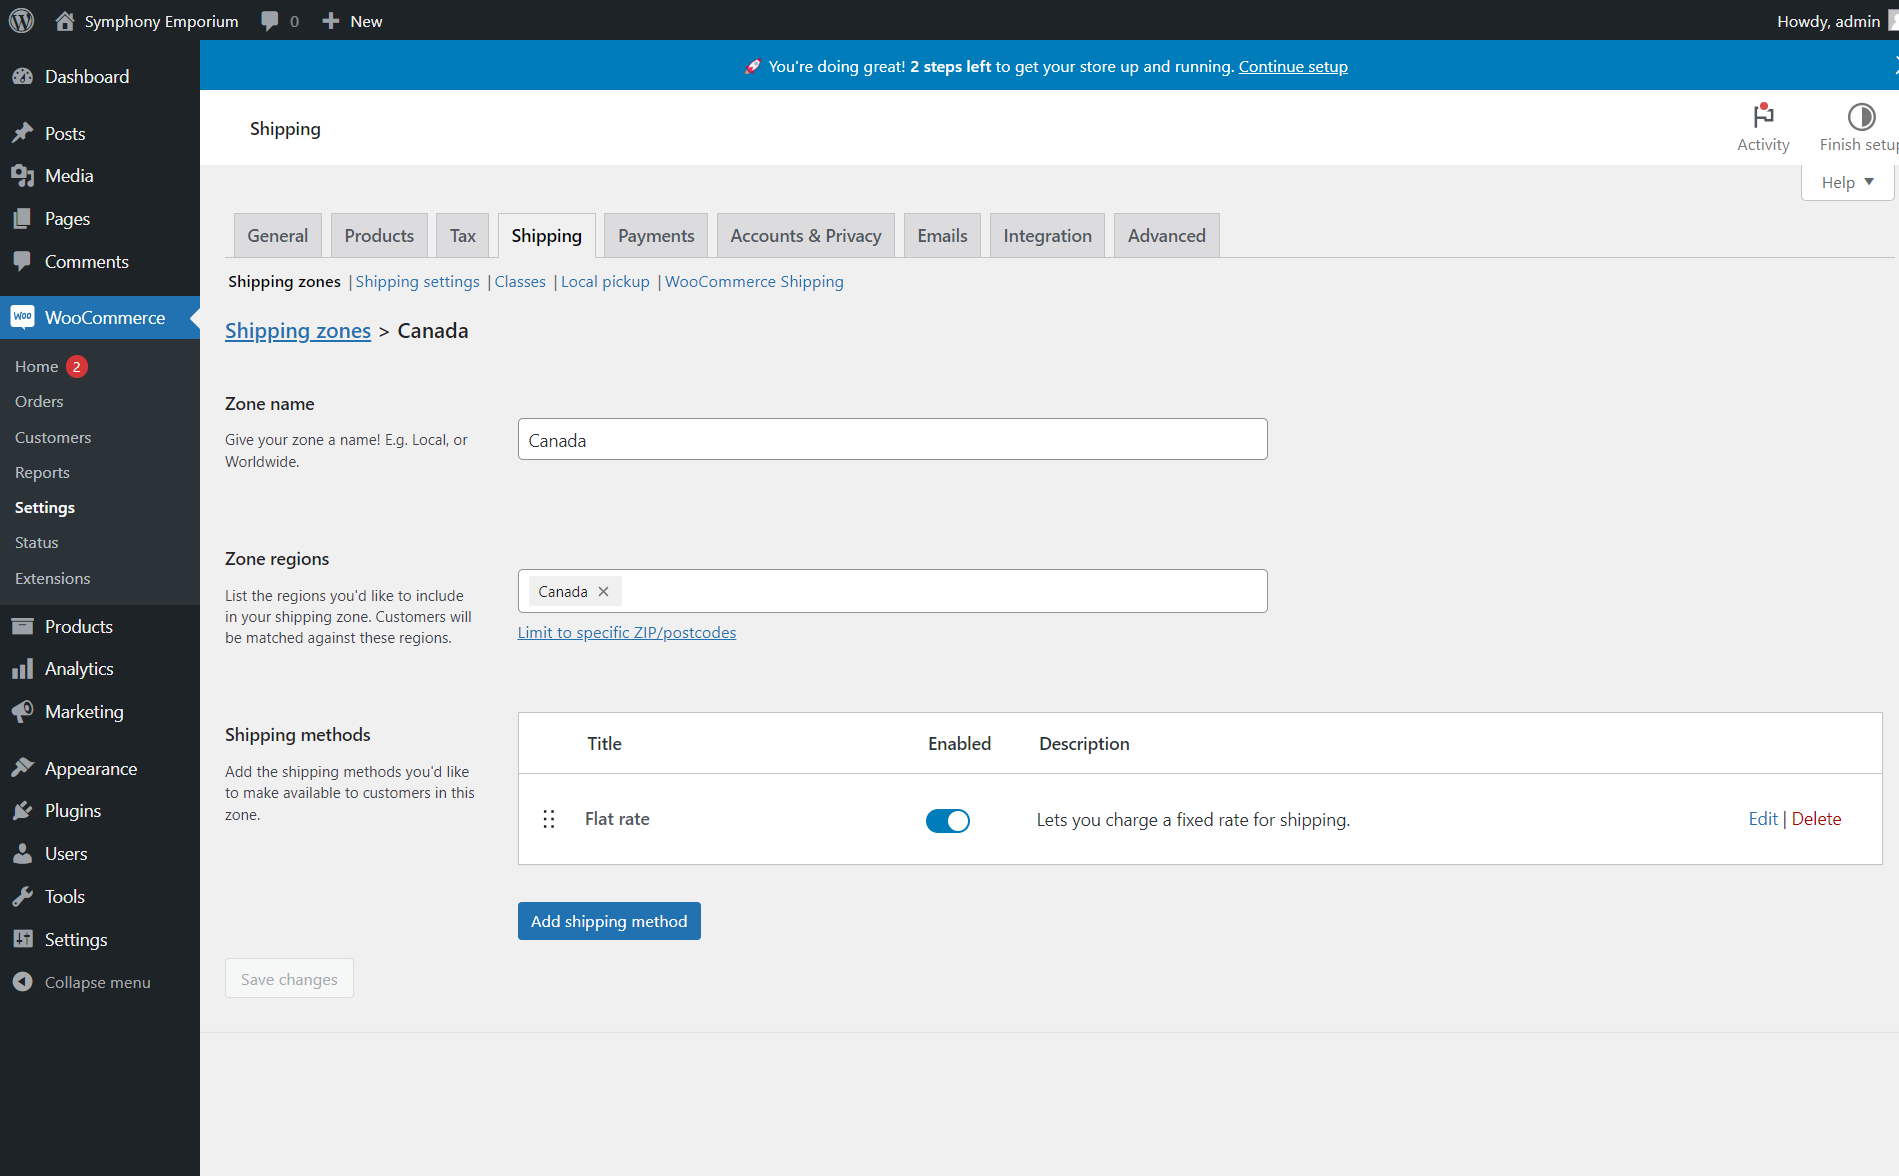 Symphony Emporium 0 New Howdy, admin
Dashboard
Posts
Media
Pages
Comments
Woo WooCommerce
Home 2
Orders
Customers
Reports
Settings
Status
Extensions
Products
Analytics
Marketing
Appearance
Plugins
Users
Tools
Settings
Collapse menu
You're doing great! 2 steps left to get your store up and running. Continue setup
Shipping
Activity
Finish setup
Help
General Products Tax Shipping Payments Accounts & Privacy Emails Integration Advanced
Shipping zones | Shipping settings | Classes | Local pickup | WooCommerce Shipping
Shipping zones > Canada
Zone name
Give your zone a name! E.g. Local, or
Worldwide.
Canada
Zone regions
List the regions you'd like to include
in your shipping zone. Customers will
be matched against these regions.
Canada ×
Limit to specific ZIP/postcodes
Shipping methods
Add the shipping methods you'd like
to make available to customers in this
zone.
Title Enabled Description
Flat rate Lets you charge a fixed rate for shipping. Edit | Delete
Add shipping method
Save changes